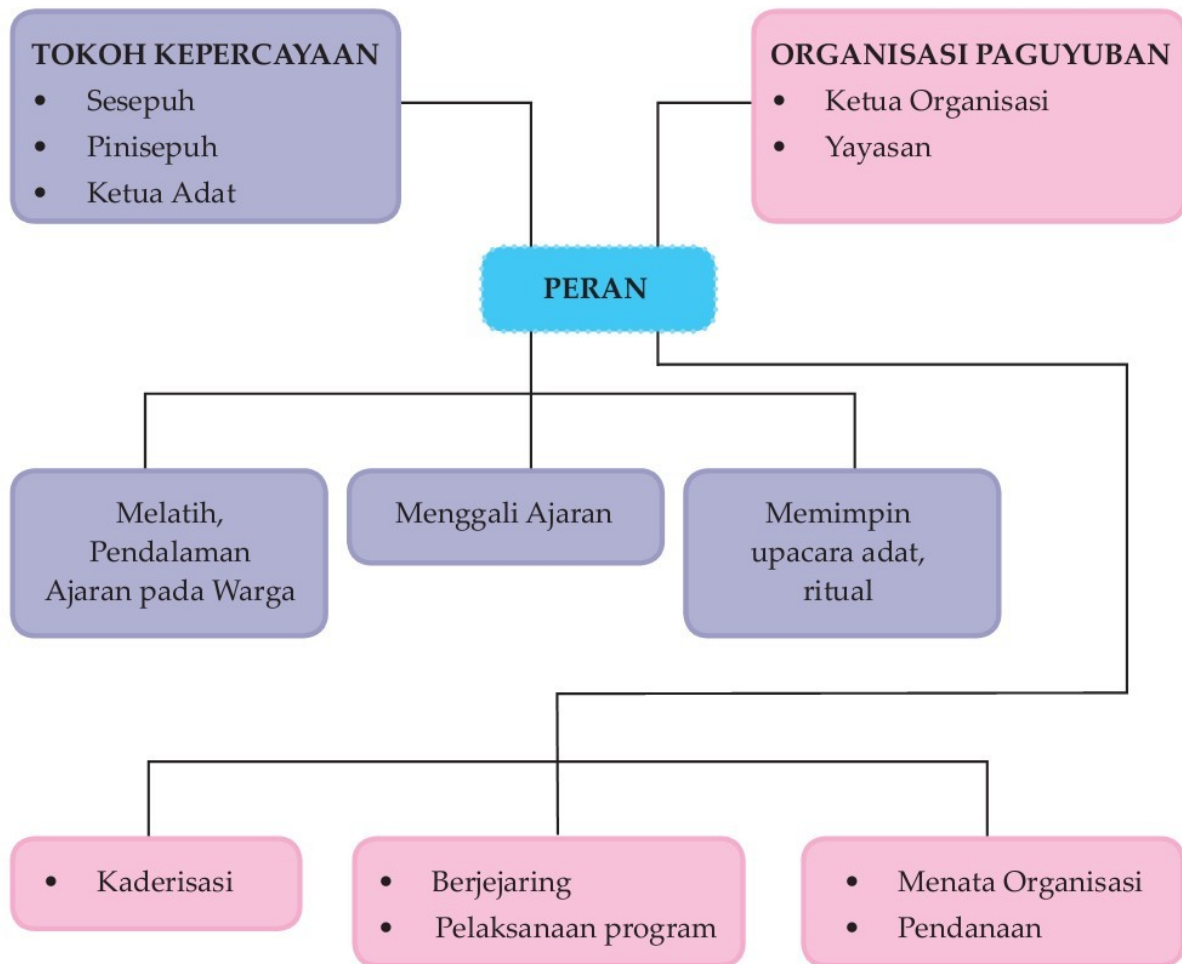 TOKOH KEPERCAYAAN
• Sesepuh
• Pinisepuh
• Ketua Adat
ORGANISASI PAGUYUBAN
• Ketua Organisasi
• Yayasan
PERAN
Melatih,
Pendalaman
Ajaran pada Warga
Menggali Ajaran
Memimpin
upacara adat,
ritual
• Kaderisasi
• Berjejaring
• Pelaksanaan program
• Menata Organisasi
• Pendanaan